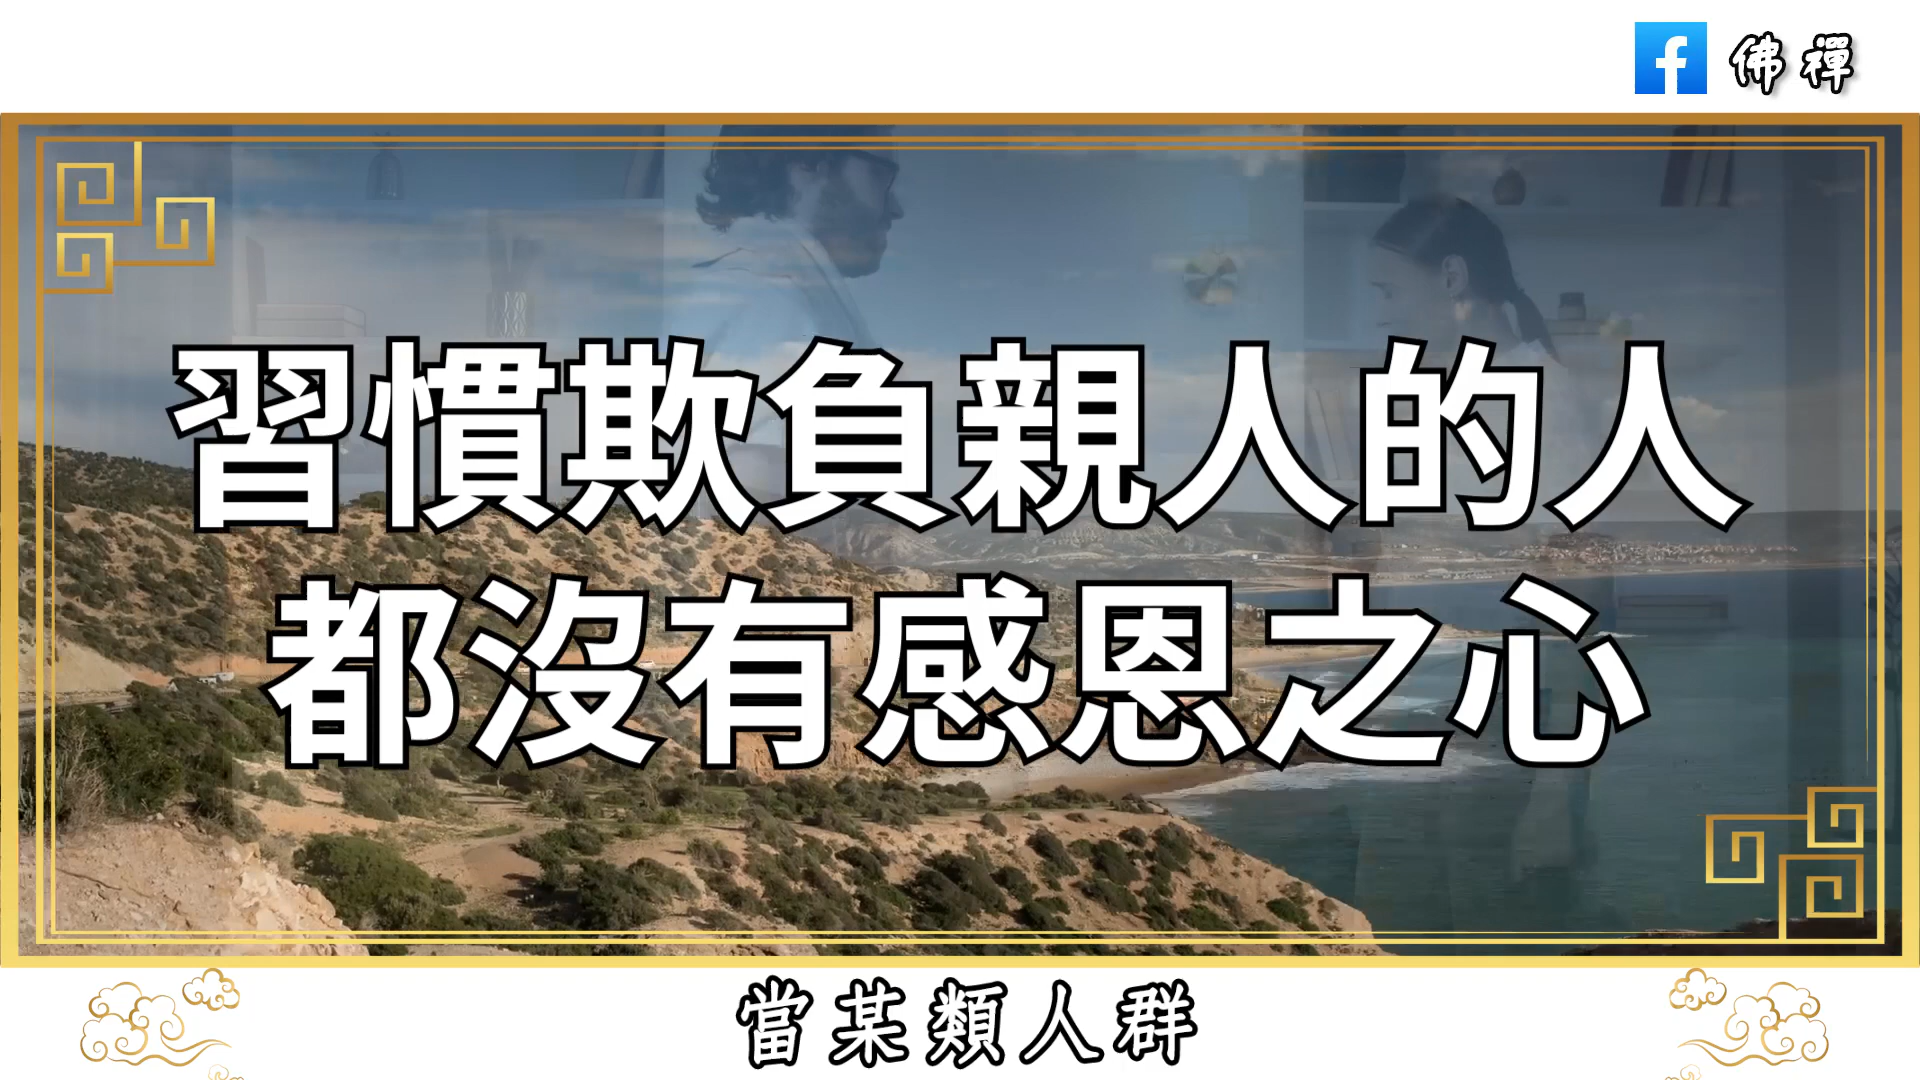 佛禪
習慣欺負親人的人
都沒有感恩之心
當某類人群